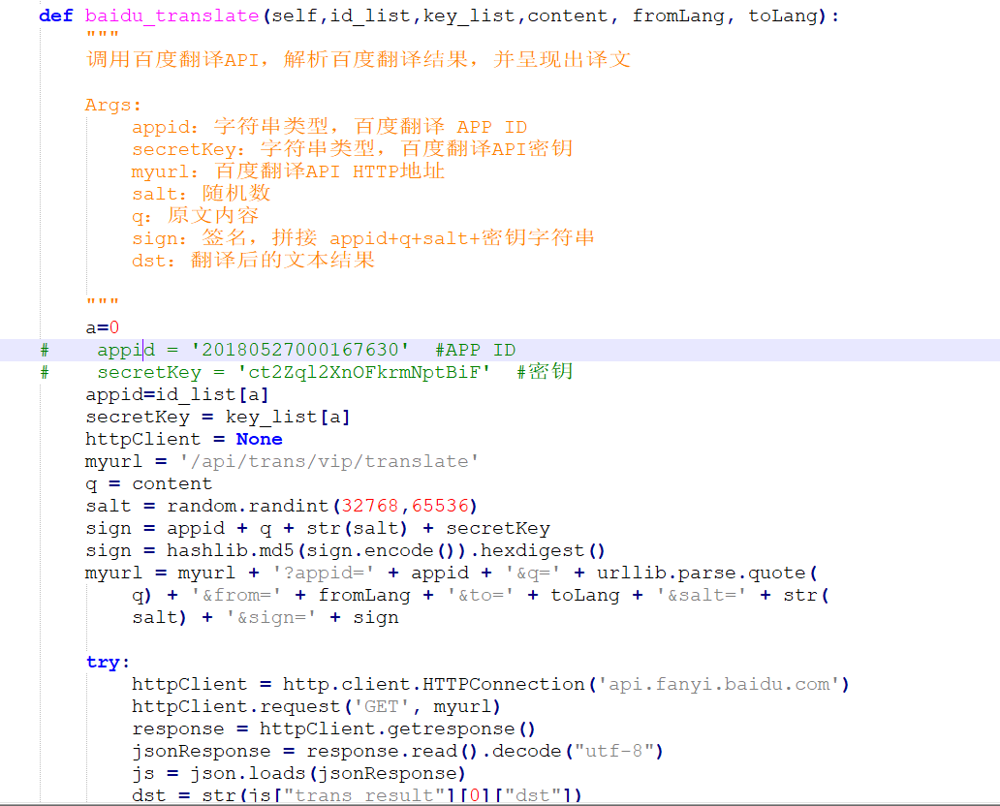 def baidu_translate(self,id_list,key_list,content, fromLang, toLang):
"""
调用百度翻译API，解析百度翻译结果，并呈现出译文
Args:
appid：字符串类型，百度翻译 APP ID
secretKey：字符串类型，百度翻译API密钥
myurl：百度翻译API HTTP地址
salt：随机数
q：原文内容
sign：签名，拼接 appid+q+salt+密钥字符串
dst：翻译后的文本结果
"""
a=0
#    appid = '20180527000167630'  #APP ID
#    secretKey = 'ct2Zql2XnOFkrmNptBiF'  #密钥
appid=id_list[a]
secretKey = key_list[a]
httpClient = None
myurl = '/api/trans/vip/translate'
q = content
salt = random.randint(32768,65536)
sign = appid + q + str(salt) + secretKey
sign = hashlib.md5(sign.encode()).hexdigest()
myurl = myurl + '?appid=' + appid + '&q=' + urllib.parse.quote(
q) + '&from=' + fromLang + '&to=' + toLang + '&salt=' + str(
salt) + '&sign=' + sign
try:
httpClient = http.client.HTTPConnection('api.fanyi.baidu.com')
httpClient.request('GET', myurl)
response = httpClient.getresponse()
jsonResponse = response.read().decode("utf-8")
js = json.loads(jsonResponse)
dst = str(js["trans_result"][0]["dst"])